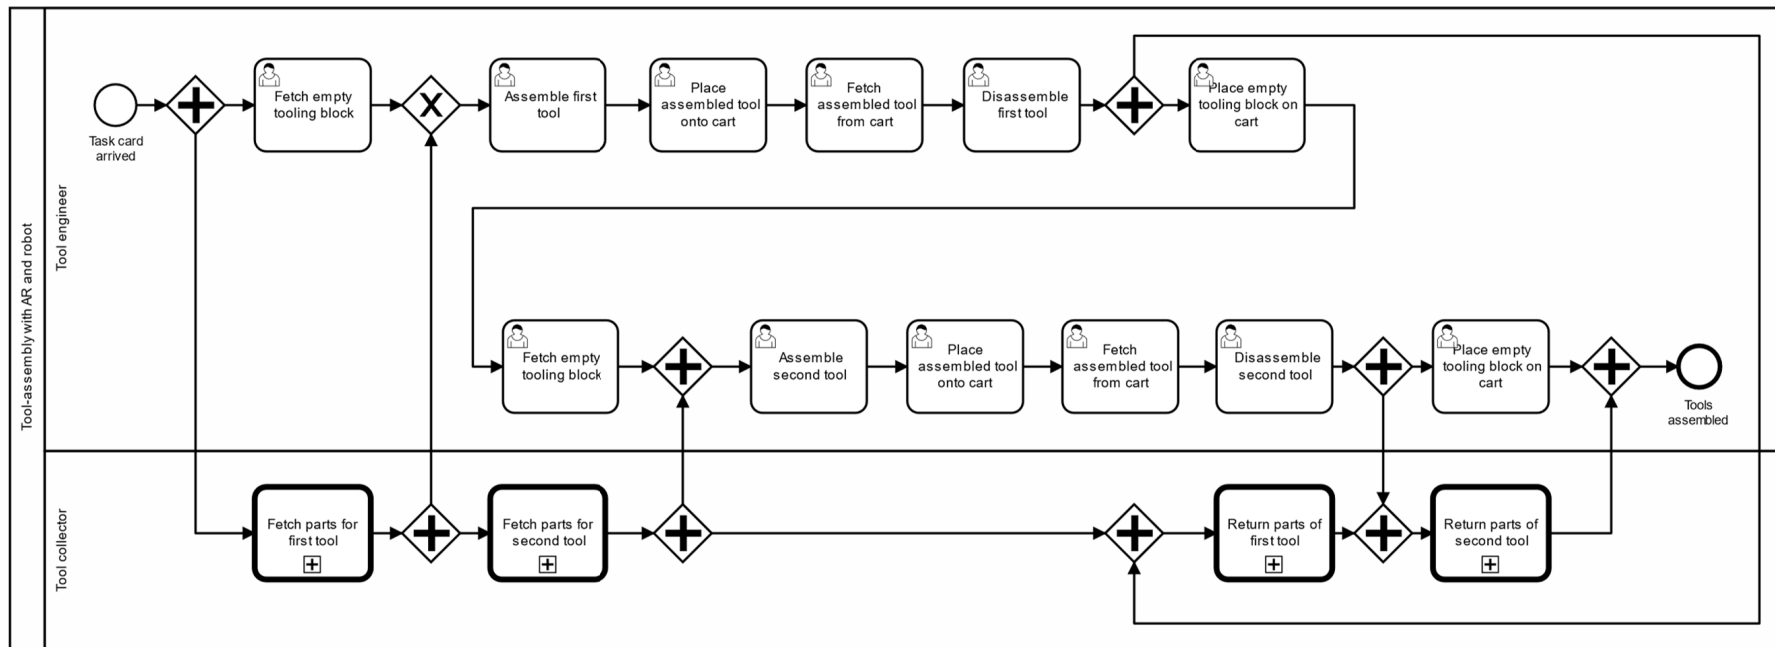 Tool-assembly with AR and robot
Tool engineer
Task card
arrived
Fetch empty
tooling block
X
Assemble first
tool
Place
assembled tool
onto cart
Fetch
assembled tool
from cart
Disassemble
first tool
Place empty
tooling block on
cart
Fetch empty
tooling block
Assemble
second tool
Place
assembled tool
onto cart
Fetch
assembled tool
from cart
Disassemble
second tool
Place empty
tooling block on
cart
Tools
assembled
Tool collector
Fetch parts for
first tool
Fetch parts for
second tool
Return parts of
first tool
Return parts of
second tool